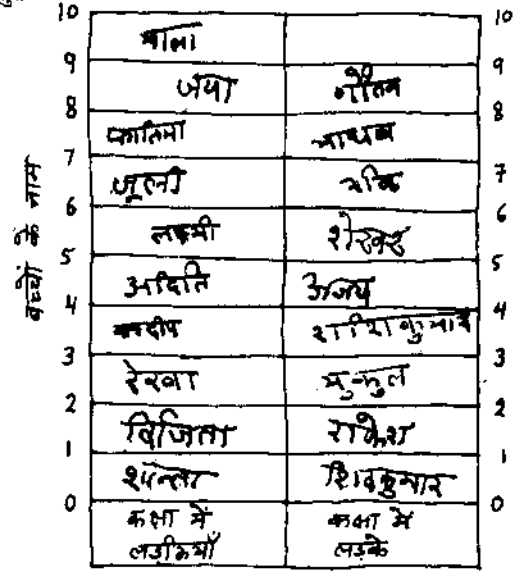 10 माला 10
9 9
जया गौतम
8 8
फातिमा माधव
7 7
जूली
6 6
लक्ष्मी शेखर
5 5
अदिति अजय
4 4
शशि कुमार
3 3
रेखा मुन्मुल
2 2
विजिता राकेश
1 1
शान्ता शिवकुमार
0 0
कक्षा में कक्षा में
लड़कियाँ लड़के
बच्चों के नाम